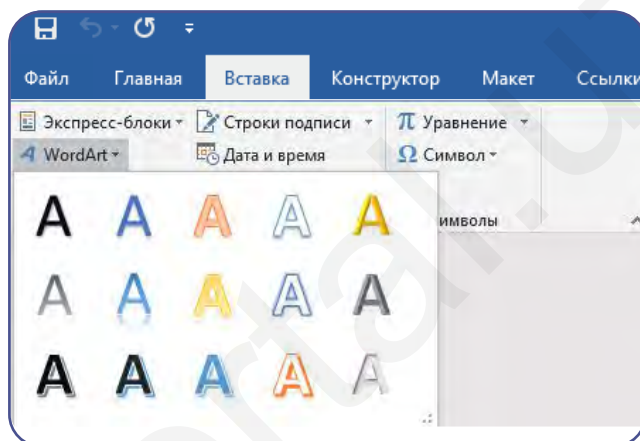 Файл Главная Вставка Конструктор Макет Ссылки
Экспресс-блоки Строки подписи π Уравнение
A WordArt Дата и время Ω Символ
A A A A A имволы
A A A A A
A A A A A